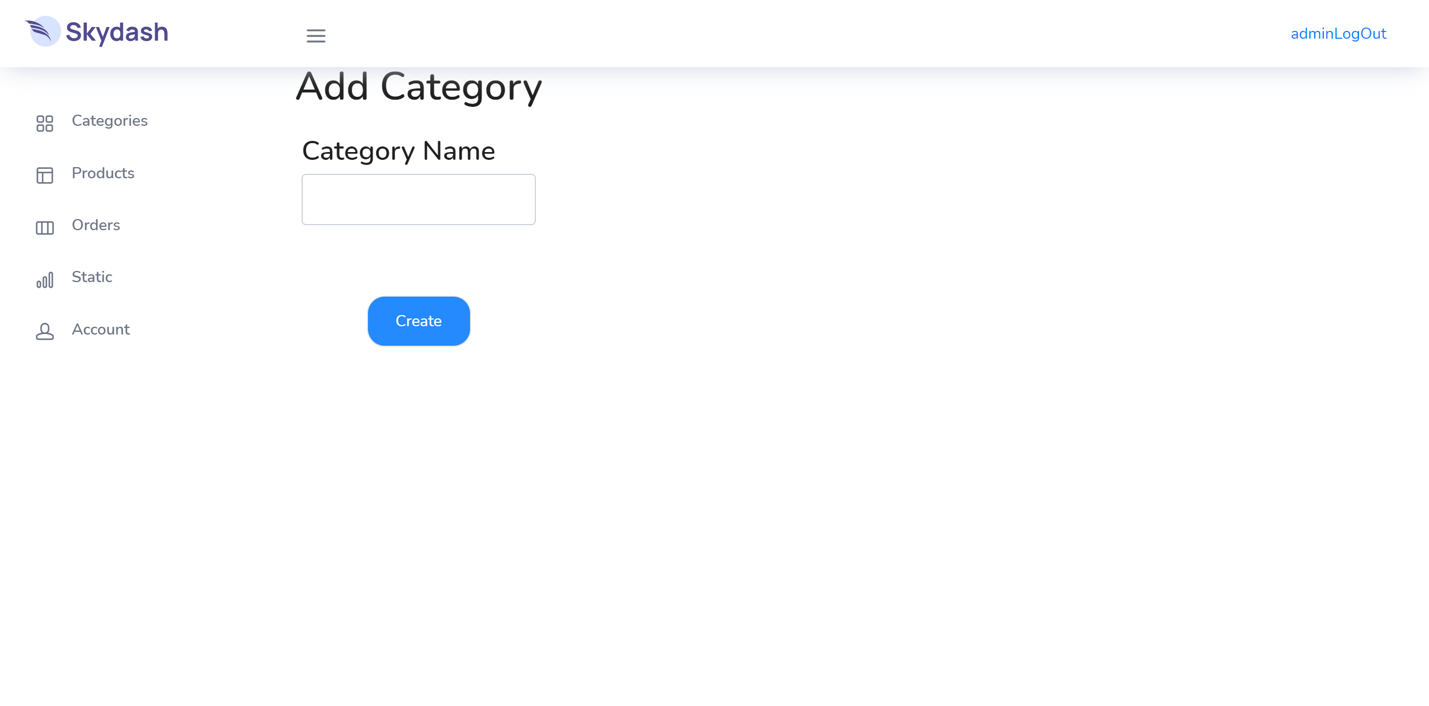 Skydash
adminLogOut
Add Category
Categories
Category Name
Products
Orders
Static
Create
Account